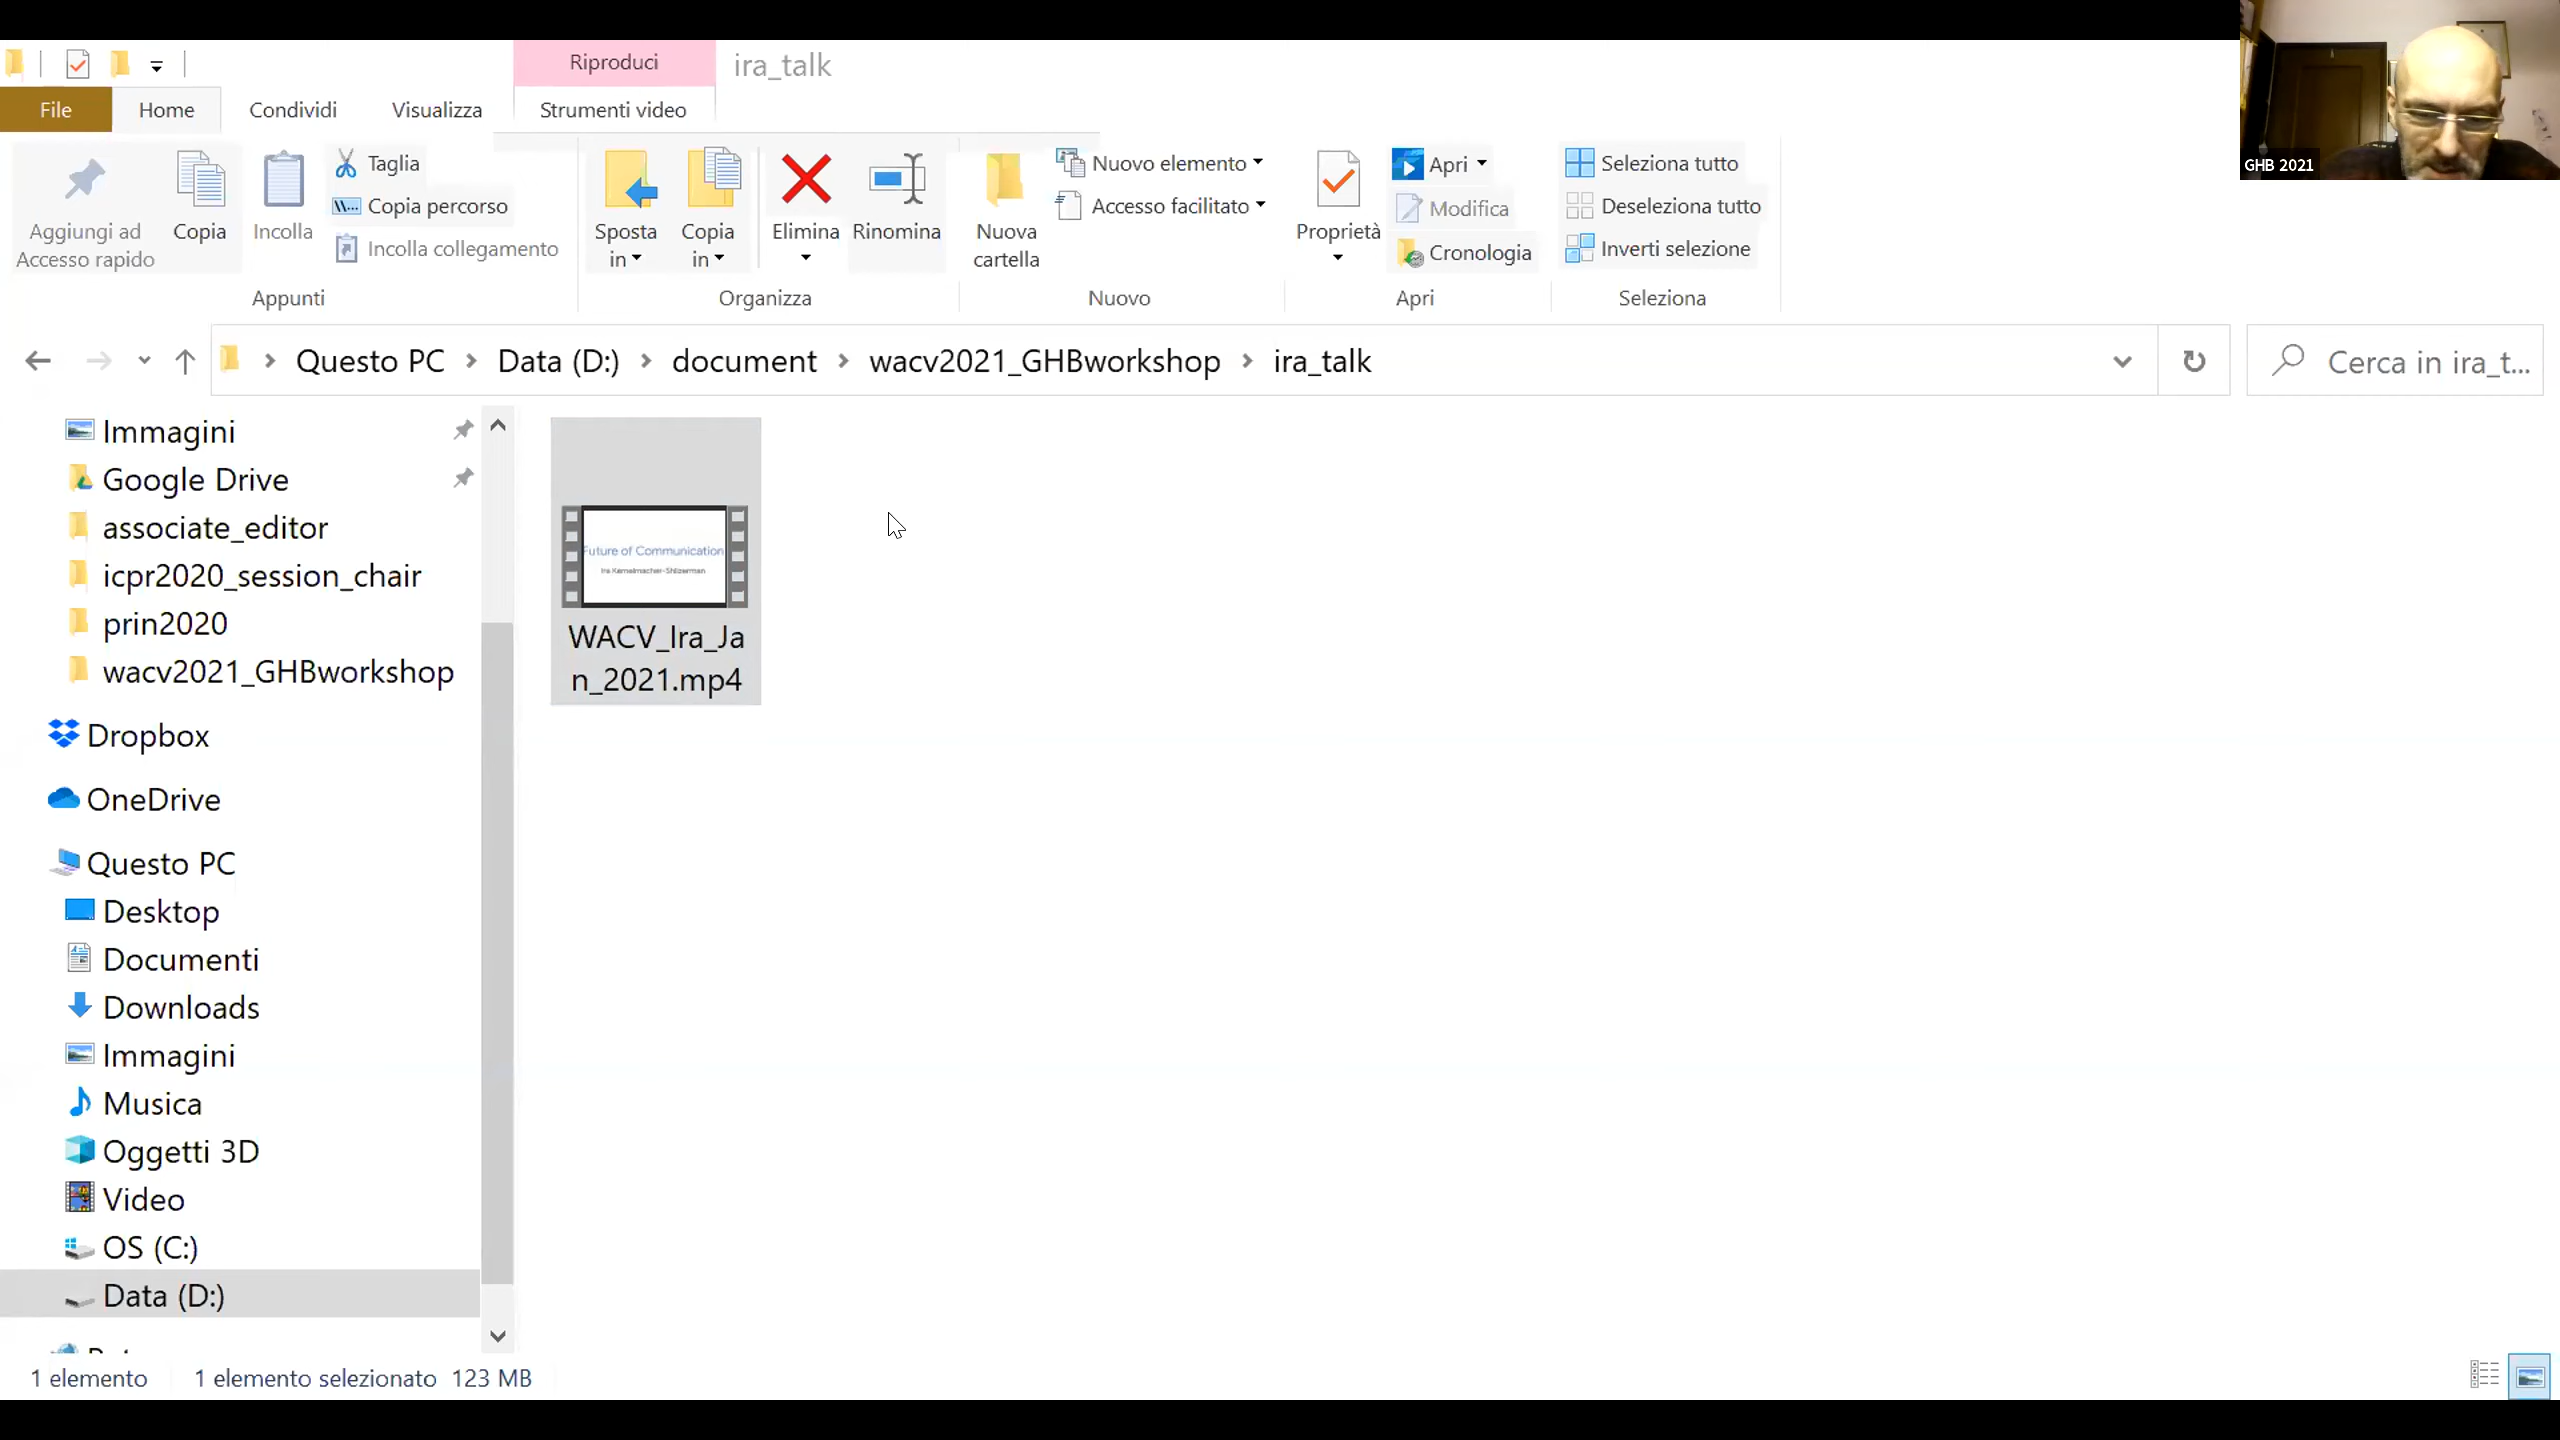 Riproduci
ira_talk
File
Home
Condividi
Visualizza
Strumenti video
Aggiungi ad
Accesso rapido
Copia
Incolla
Taglia
Copia percorso
Incolla collegamento
Appunti
Sposta
in
Copia
in
Elimina
Rinomina
Organizza
Nuova
cartella
Nuovo elemento
Accesso facilitato
Nuovo
Proprietà
Apri
Modifica
Cronologia
Apri
Seleziona tutto
Deseleziona tutto
Inverti selezione
Seleziona
GHB 2021
Questo PC
Data (D:)
document
wacv2021_GHBworkshop
ira_talk
Cerca in ira_t...
Immagini
Google Drive
associate_editor
icpr2020_session_chair
prin2020
wacv2021_GHBworkshop
Dropbox
OneDrive
Questo PC
Desktop
Documenti
Downloads
Immagini
Musica
Oggetti 3D
Video
OS (C:)
Data (D:)
Future of Communication
Ira Kemelmacher-Shlizerman
WACV_Ira_Ja
n_2021.mp4
1 elemento
1 elemento selezionato 123 MB